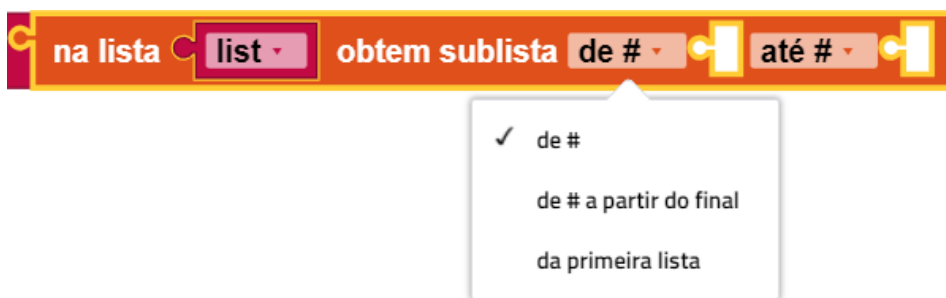 na lista list obtem sublista de # até #
✓ de #
de # a partir do final
da primeira lista